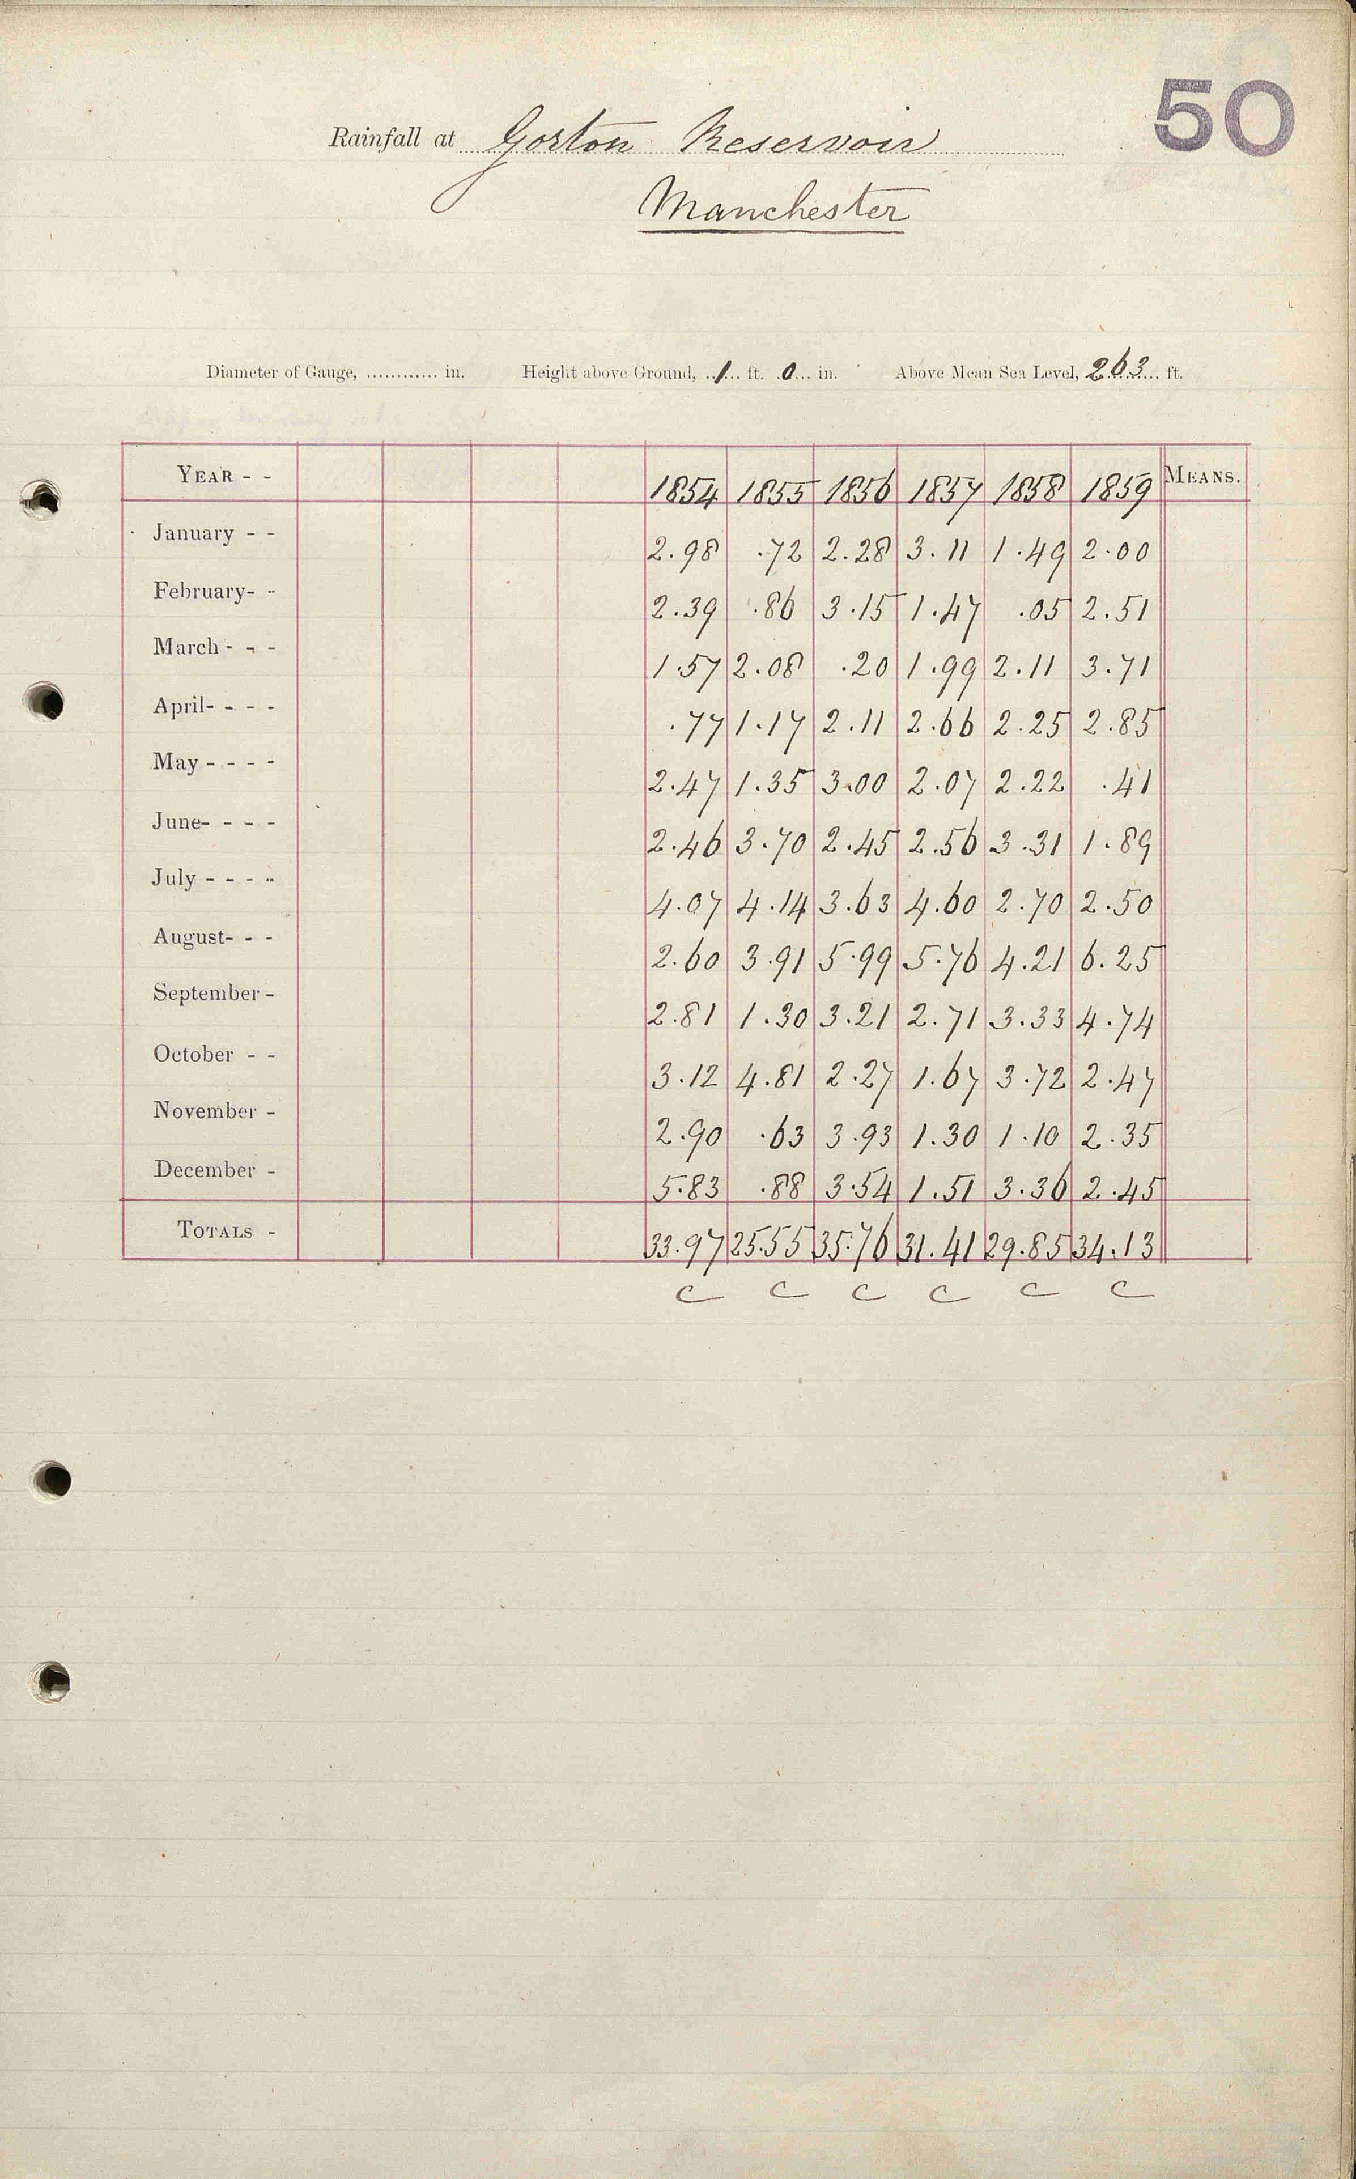 50
Rainfall at Gorton Reservoir
Manchester
Diameter of Gauge, ............ in. Height above Ground, 1 ft. 0 in. Above Mean Sea Level, 263 ft.
YEAR - - 1854 1855 1856 1857 1858 1859 MEANS.
January - - 2.98 .72 2.28 3.11 1.49 2.00
February- - 2.39 .86 3.15 1.47 .05 2.51
March - - - 1.57 2.08 .20 1.99 2.11 3.71
April- - - - .77 1.17 2.11 2.66 2.25 2.85
May - - - - 2.47 1.35 3.00 2.07 2.22 .41
June- - - - 2.46 3.70 2.45 2.56 3.31 1.89
July - - - - 4.07 4.14 3.63 4.60 2.70 2.50
August- - - 2.60 3.91 5.99 5.76 4.21 6.25
September - 2.81 1.30 3.21 2.71 3.33 4.74
October - - 3.12 4.81 2.27 1.67 3.72 2.47
November - 2.90 .63 3.93 1.30 1.10 2.35
December - 5.83 .88 3.54 1.51 3.36 2.45
TOTALS - 33.97 25.55 35.76 31.41 29.85 34.13
C C C C C C